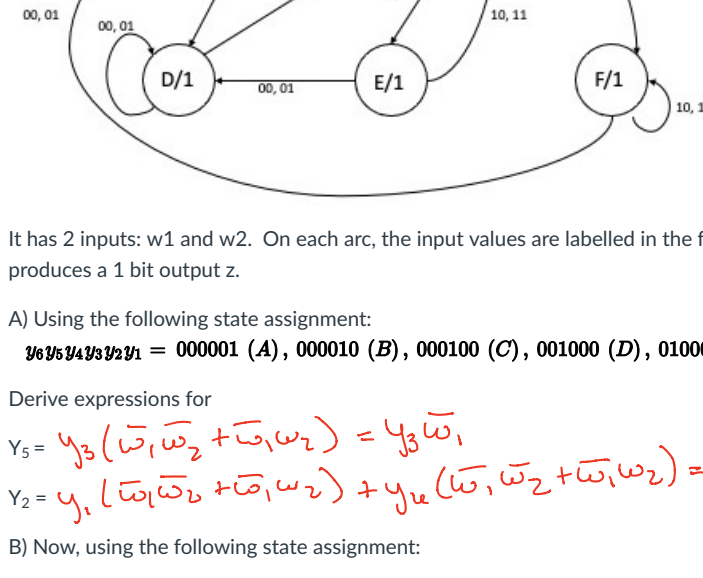 00, 01
00, 01
10, 11
D/1
00, 01
E/1
F/1
10, 1
It has 2 inputs: w1 and w2. On each arc, the input values are labelled in the f
produces a 1 bit output z.
A) Using the following state assignment:
y₆y₅y₄y₃y₂y₁ = 000001 (A), 000010 (B), 000100 (C), 001000 (D), 0100
Derive expressions for
Y₅ = y₃(w̅₁w̅₂ + w̅₁w₂) = y₃w̅₁
Y₂ = y₁(w̅₁w̅₂ + w̅₁w₂) + y (w̅₁w̅₂ + w̅₁w₂) =
B) Now, using the following state assignment: